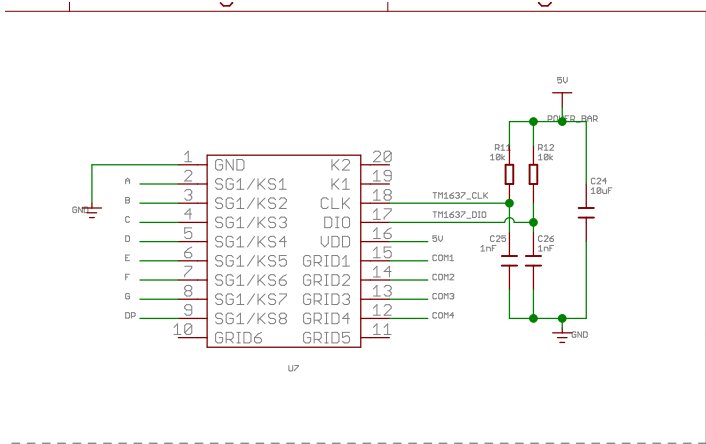 5V
POWER_BAR
R11
10k
R12
10k
C24
10uF
1
GND
K2
20
A
2
SG1/KS1
K1
19
B
3
SG1/KS2
CLK
18
TM1637_CLK
GND
C
4
SG1/KS3
DIO
17
TM1637_DIO
D
5
SG1/KS4
VDD
16
5V
C25
1nF
C26
1nF
E
6
SG1/KS5
GRID1
15
COM1
F
7
SG1/KS6
GRID2
14
COM2
G
8
SG1/KS7
GRID3
13
COM3
DP
9
SG1/KS8
GRID4
12
COM4
10
GRID6
GRID5
11
GND
U7